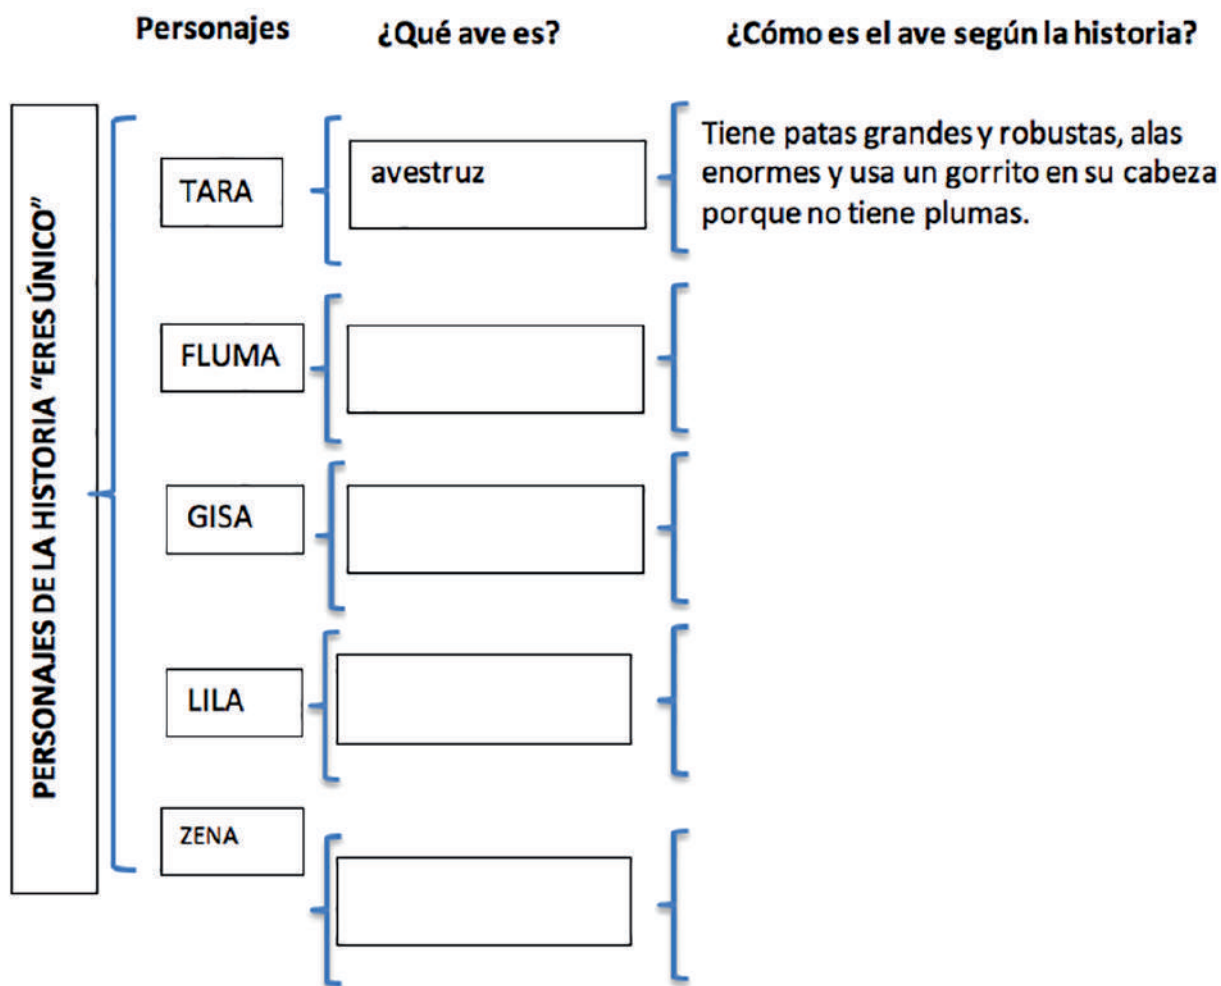 Personajes
¿Qué ave es?
¿Cómo es el ave según la historia?
PERSONAJES DE LA HISTORIA “ERES ÚNICO”
TARA
avestruz
Tiene patas grandes y robustas, alas
enormes y usa un gorrito en su cabeza
porque no tiene plumas.
FLUMA
GISA
LILA
ZENA